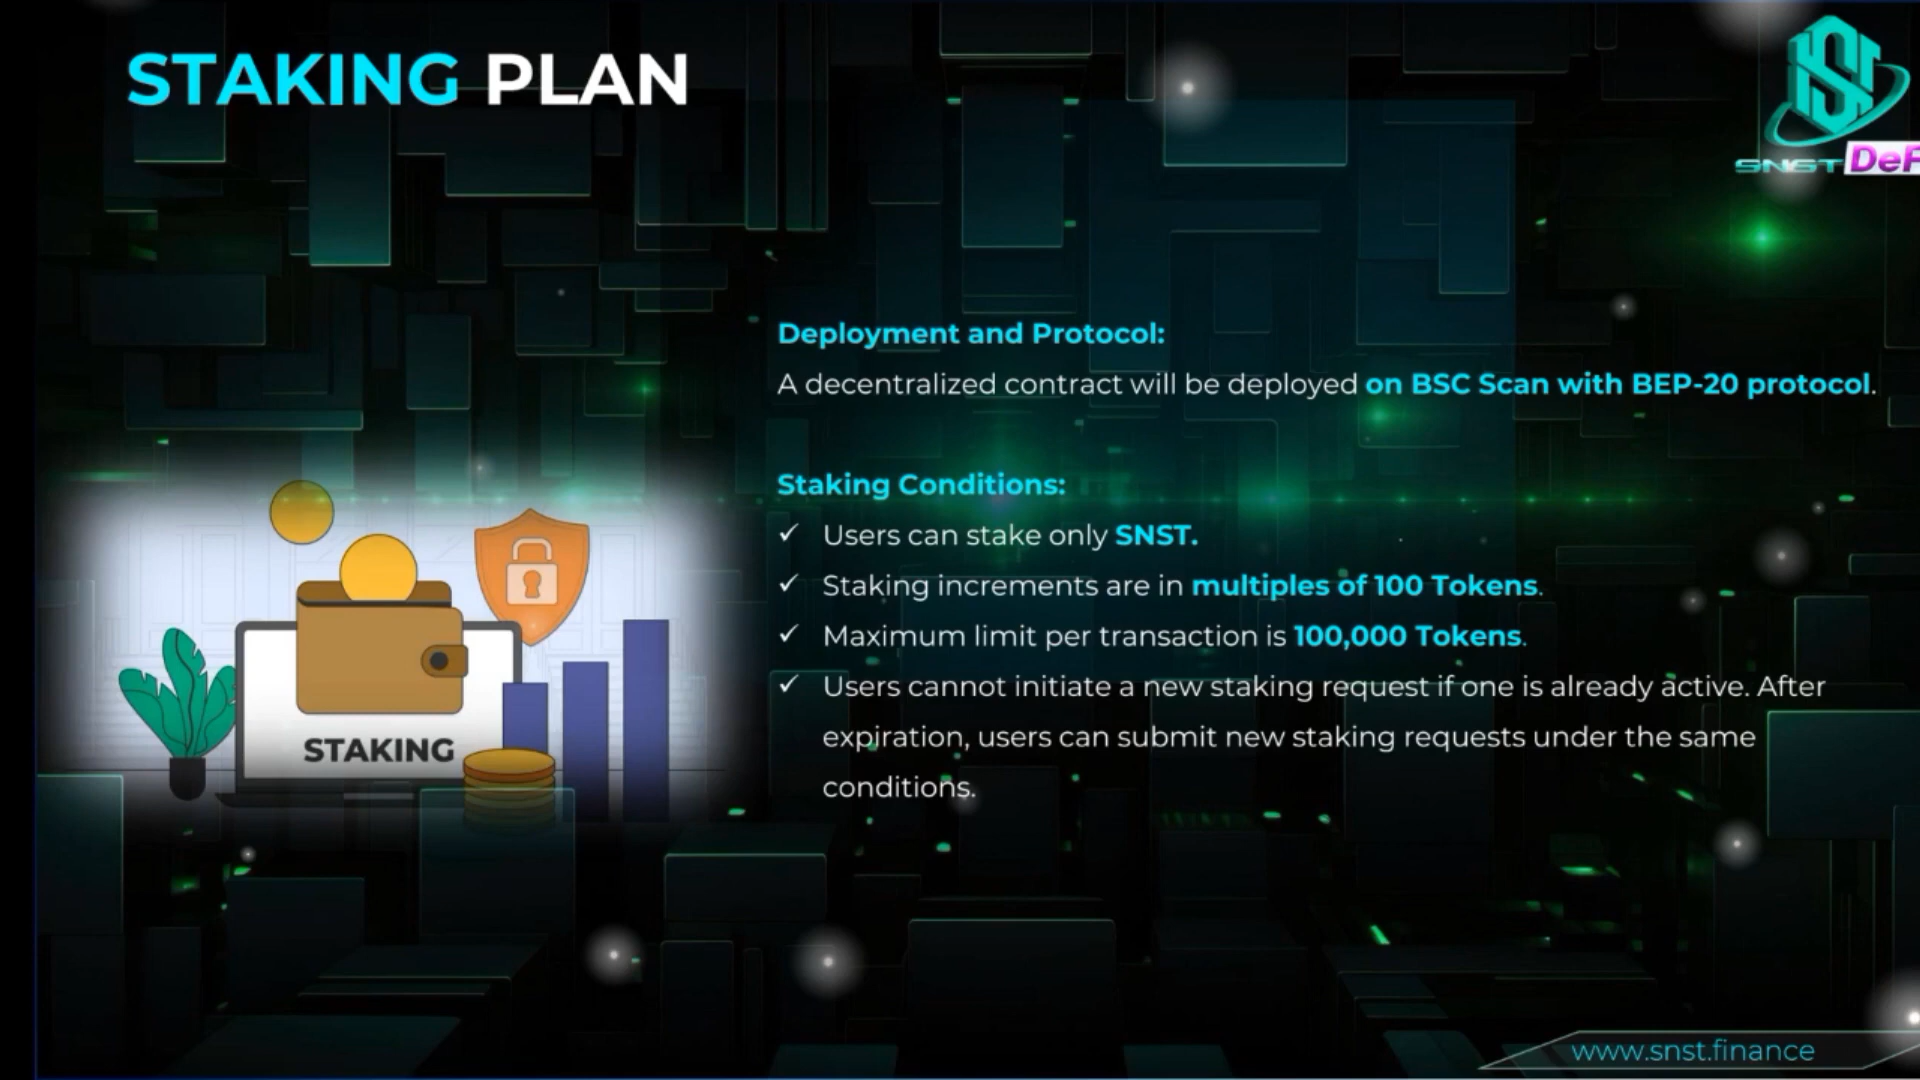 STAKING PLAN
SNST DeF
Deployment and Protocol:
A decentralized contract will be deployed on BSC Scan with BEP-20 protocol.
Staking Conditions:
✓ Users can stake only SNST.
✓ Staking increments are in multiples of 100 Tokens.
✓ Maximum limit per transaction is 100,000 Tokens.
✓ Users cannot initiate a new staking request if one is already active. After
expiration, users can submit new staking requests under the same
conditions.
STAKING
www.snst.finance